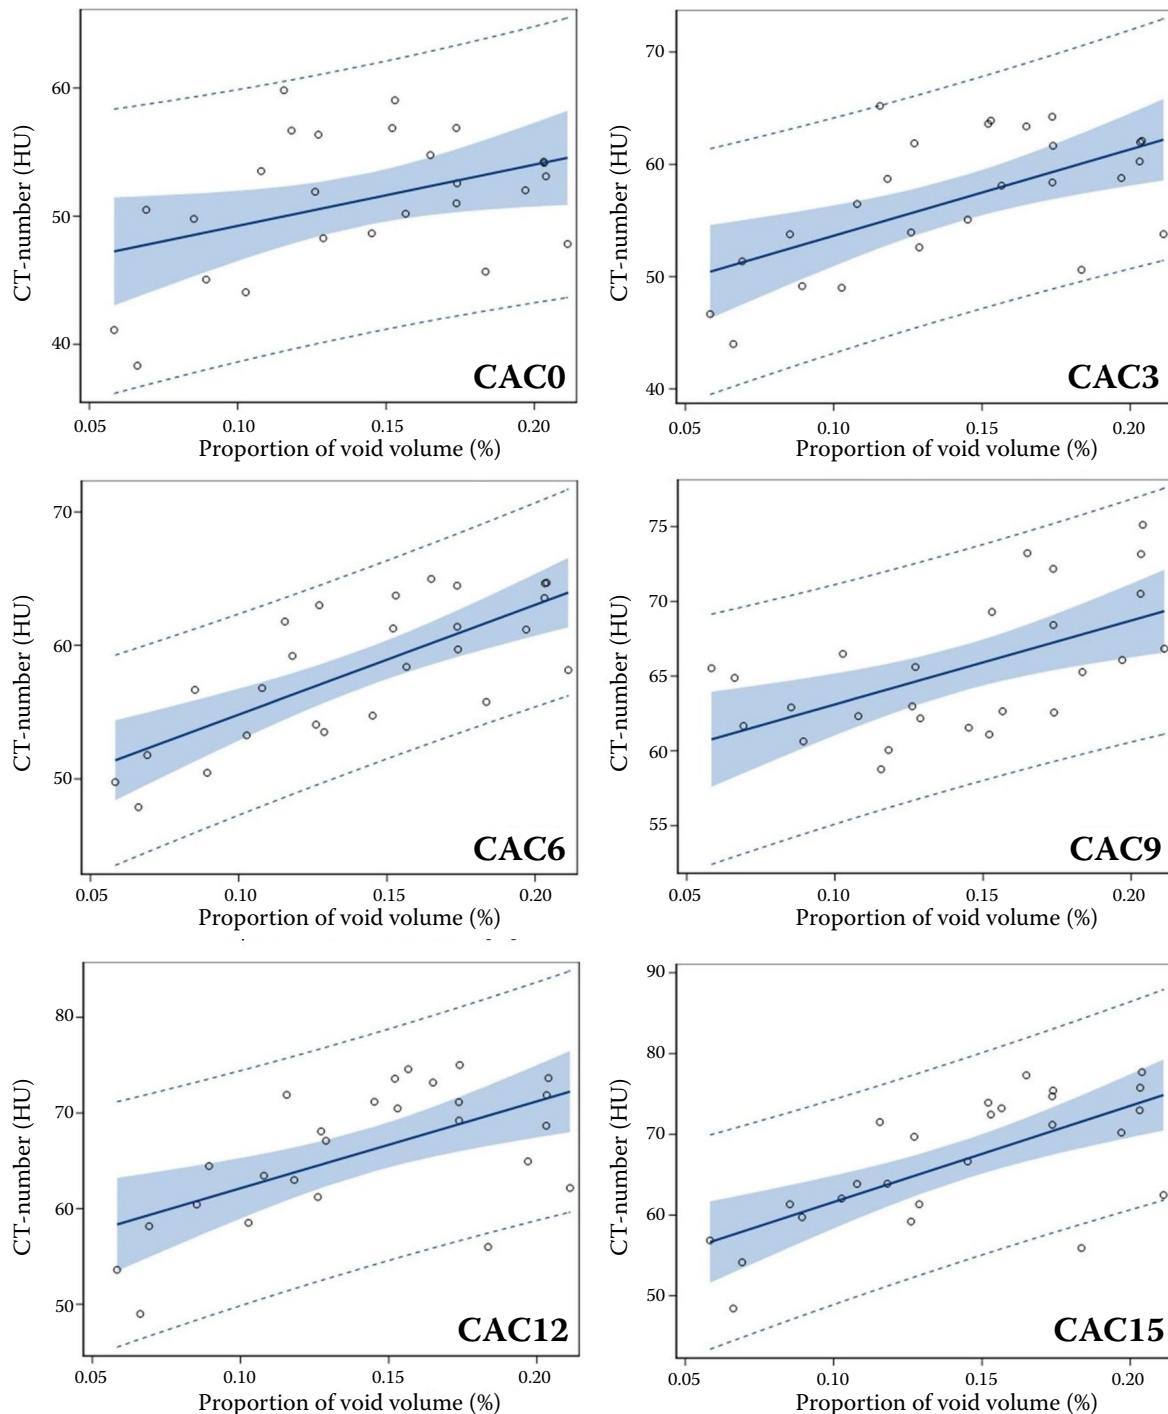 CT-number (HU)
60
50
40
CAC0
0.05 0.10 0.15 0.20
Proportion of void volume (%)
CT-number (HU)
70
60
50
40
CAC3
0.05 0.10 0.15 0.20
Proportion of void volume (%)
CT-number (HU)
70
60
50
CAC6
0.05 0.10 0.15 0.20
Proportion of void volume (%)
CT-number (HU)
75
70
65
60
55
CAC9
0.05 0.10 0.15 0.20
Proportion of void volume (%)
CT-number (HU)
80
70
60
50
CAC12
0.05 0.10 0.15 0.20
Proportion of void volume (%)
CT-number (HU)
90
80
70
60
50
CAC15
0.05 0.10 0.15 0.20
Proportion of void volume (%)